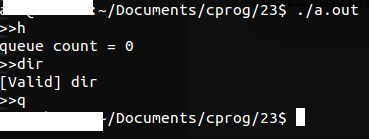 :~/Documents/cprog/23$ ./a.out
>>h
queue count = 0
>>dir
[Valid] dir
>>q
:~/Documents/cprog/23$